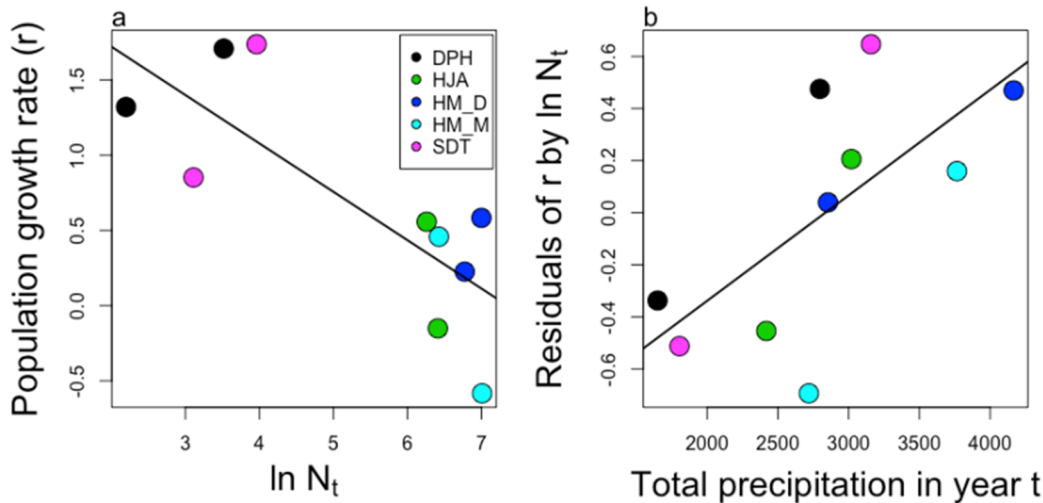 a
Population growth rate (r)
1.5
1.0
0.5
0.0
-0.5
DPH
HJA
HM_D
HM_M
SDT
3 4 5 6 7
ln Nt
b
Residuals of r by ln Nt
0.6
0.4
0.2
0.0
-0.2
-0.4
-0.6
2000 2500 3000 3500 4000
Total precipitation in year t